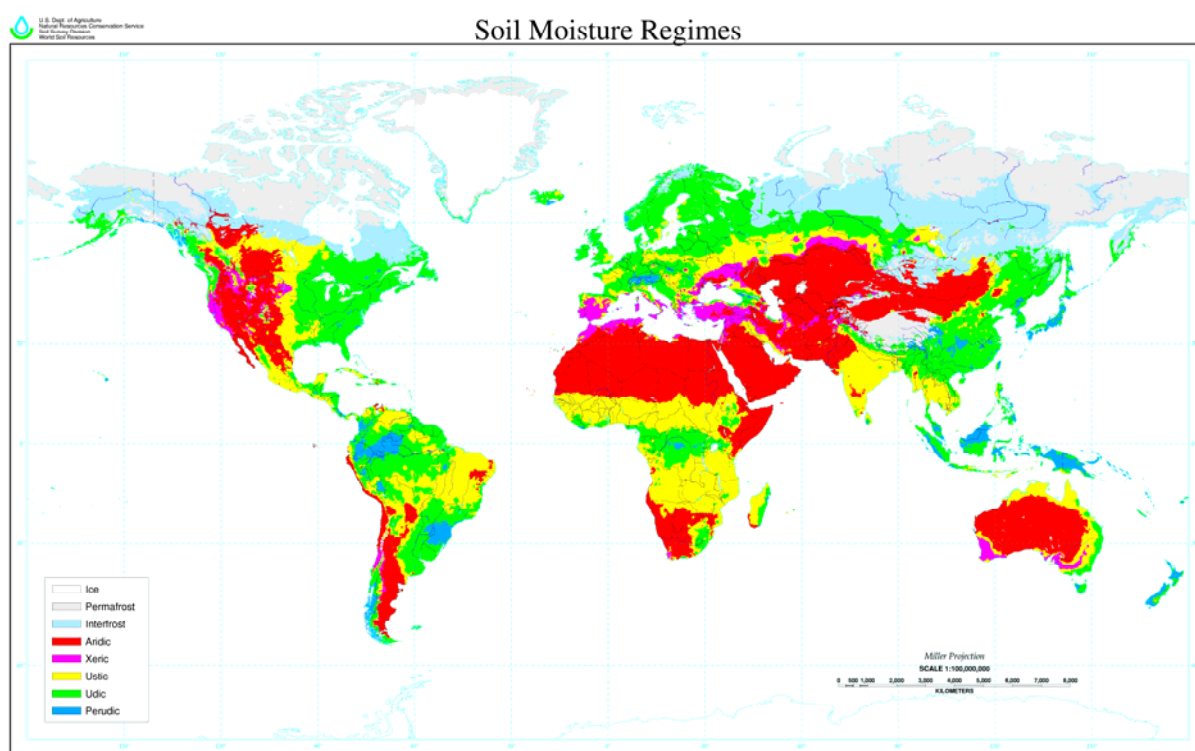 U.S. Dept. of Agriculture
Natural Resources Conservation Service
World Soil Resources
Soil Moisture Regimes
Ice
Permafrost
Interfrost
Aridic
Xeric
Ustic
Udic
Perudic
Miller Projection
SCALE 1:100,000,000
0 500 1,000 2,000 3,000 4,000 5,000 6,000 7,000 8,000
KILOMETERS